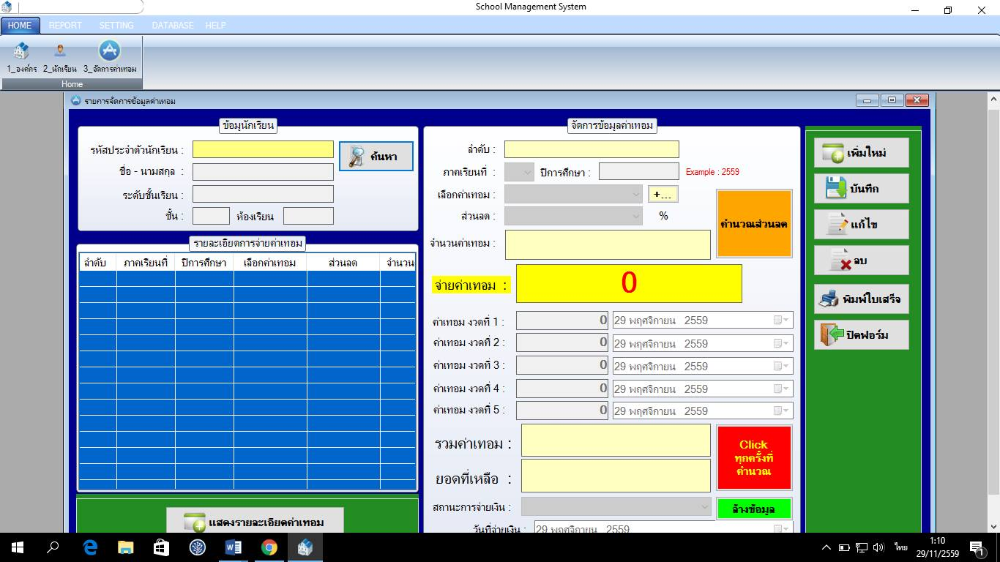 School Management System
HOME REPORT SETTING DATABASE HELP
1_องค์กร 2_นักเรียน 3_จัดการค่าเทอม
Home
รายการจัดการข้อมูลค่าเทอม
ข้อมูนักเรียน
รหัสประจำตัวนักเรียน :
ค้นหา
ชื่อ - นามสกุล :
ระดับชั้นเรียน :
ชั้น : ห้องเรียน
รายละเอียดการจ่ายค่าเทอม
ลำดับ ภาคเรียนที่ ปีการศึกษา เลือกค่าเทอม ส่วนลด จำนวน
แสดงรายละเอียดค่าเทอม
จัดการข้อมูลค่าเทอม
ลำดับ :
ภาคเรียนที่ : ปีการศึกษา : Example : 2559
เลือกค่าเทอม : +...
ส่วนลด : %
คำนวณส่วนลด
จำนวนค่าเทอม :
จ่ายค่าเทอม : 0
ค่าเทอม งวดที่ 1 : 0 29 พฤศจิกายน 2559
ค่าเทอม งวดที่ 2 : 0 29 พฤศจิกายน 2559
ค่าเทอม งวดที่ 3 : 0 29 พฤศจิกายน 2559
ค่าเทอม งวดที่ 4 : 0 29 พฤศจิกายน 2559
ค่าเทอม งวดที่ 5 : 0 29 พฤศจิกายน 2559
รวมค่าเทอม :
ยอดที่เหลือ :
Click
ทุกครั้งที่
คำนวณ
สถานะการจ่ายเงิน :
ล้างข้อมูล
วันที่จ่ายเงิน : 29 พฤศจิกายน 2559
เพิ่มใหม่
บันทึก
แก้ไข
ลบ
พิมพ์ใบเสร็จ
ปิดฟอร์ม
ไทย
1:10
29/11/2559
1